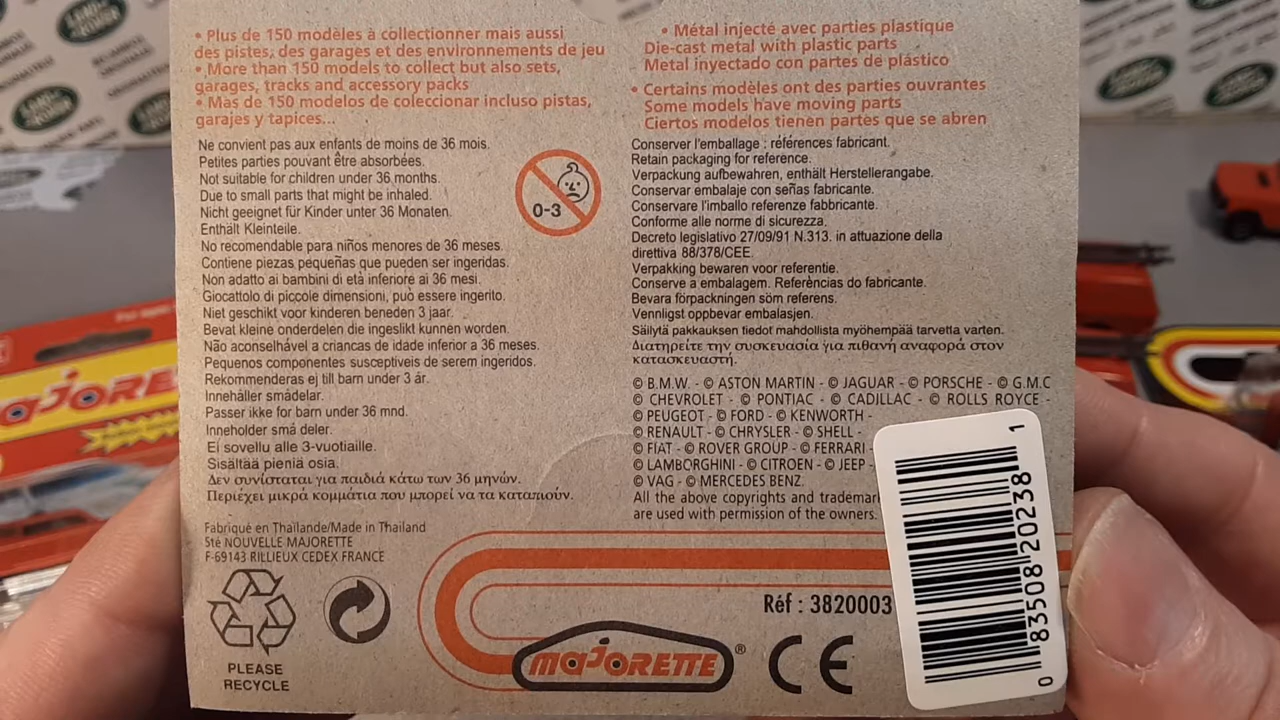 • Plus de 150 modèles à collectionner mais aussi
des pistes, des garages et des environnements de jeu
• More than 150 models to collect but also sets,
garages, tracks and accessory packs
• Mas de 150 modelos de coleccionar incluso pistas,
garajes y tapices...
Ne convient pas aux enfants de moins de 36 mois.
Petites parties pouvant être absorbées.
Not suitable for children under 36 months.
Due to small parts that might be inhaled.
Nicht geeignet für Kinder unter 36 Monaten.
Enthält Kleinteile.
No recomendable para niños menores de 36 meses.
Contiene piezas pequeñas que pueden ser ingeridas.
Non adatto ai bambini di età inferiore ai 36 mesi.
Giocattolo di piccole dimensioni, può essere ingerito.
Niet geschikt voor kinderen beneden 3 jaar.
Bevat kleine onderdelen die ingeslikt kunnen worden.
Não aconselhável a criancas de idade inferior a 36 meses.
Pequenos componentes susceptiveis de serem ingeridos.
Rekommenderas ej till barn under 3 år.
Innehåller smådelar.
Passer ikke for barn under 36 mnd.
Inneholder små deler.
Ei sovellu alle 3-vuotiaille.
Sisältää pieniä osia.
Δεν συνίσταται για παιδιά κάτω των 36 μηνών.
Περιέχει μικρά κομμάτια που μπορεί να τα καταπιούν.
0-3
Fabriqué en Thaïlande/Made in Thailand
Sté NOUVELLE MAJORETTE
F-69143 RILLIEUX CEDEX FRANCE
PLEASE
RECYCLE
• Métal injecté avec parties plastique
Die-cast metal with plastic parts
Metal inyectado con partes de plástico
• Certains modèles ont des parties ouvrantes
Some models have moving parts
Ciertos modelos tienen partes que se abren
Conserver l'emballage : références fabricant.
Retain packaging for reference.
Verpackung aufbewahren, enthält Herstellerangabe.
Conservar embalaje con señas fabricante.
Conservare l'imballo referenze fabbricante.
Conforme alle norme di sicurezza.
Decreto legislativo 27/09/91 N.313. in attuazione della
direttiva 88/378/CEE.
Verpakking bewaren voor referentie.
Conserve a embalagem. Referências do fabricante.
Bevara förpackningen söm referens.
Vennligst oppbevar embalasjen.
Säilytä pakkauksen tiedot mahdollista myöhempää tarvetta varten.
Διατηρείτε την συσκευασία για πιθανή αναφορά στον
κατασκευαστή.
© B.M.W. - © ASTON MARTIN - © JAGUAR - © PORSCHE - © G.M.C
© CHEVROLET - © PONTIAC - © CADILLAC - © ROLLS ROYCE -
© PEUGEOT - © FORD - © KENWORTH -
© RENAULT - © CHRYSLER - © SHELL -
© FIAT - © ROVER GROUP - © FERRARI -
© LAMBORGHINI - © CITROEN - © JEEP -
© VAG - © MERCEDES BENZ.
All the above copyrights and trademar
are used with permission of the owners.
Réf : 3820003
majorette ®
CE
0 83508 20238 1
majore